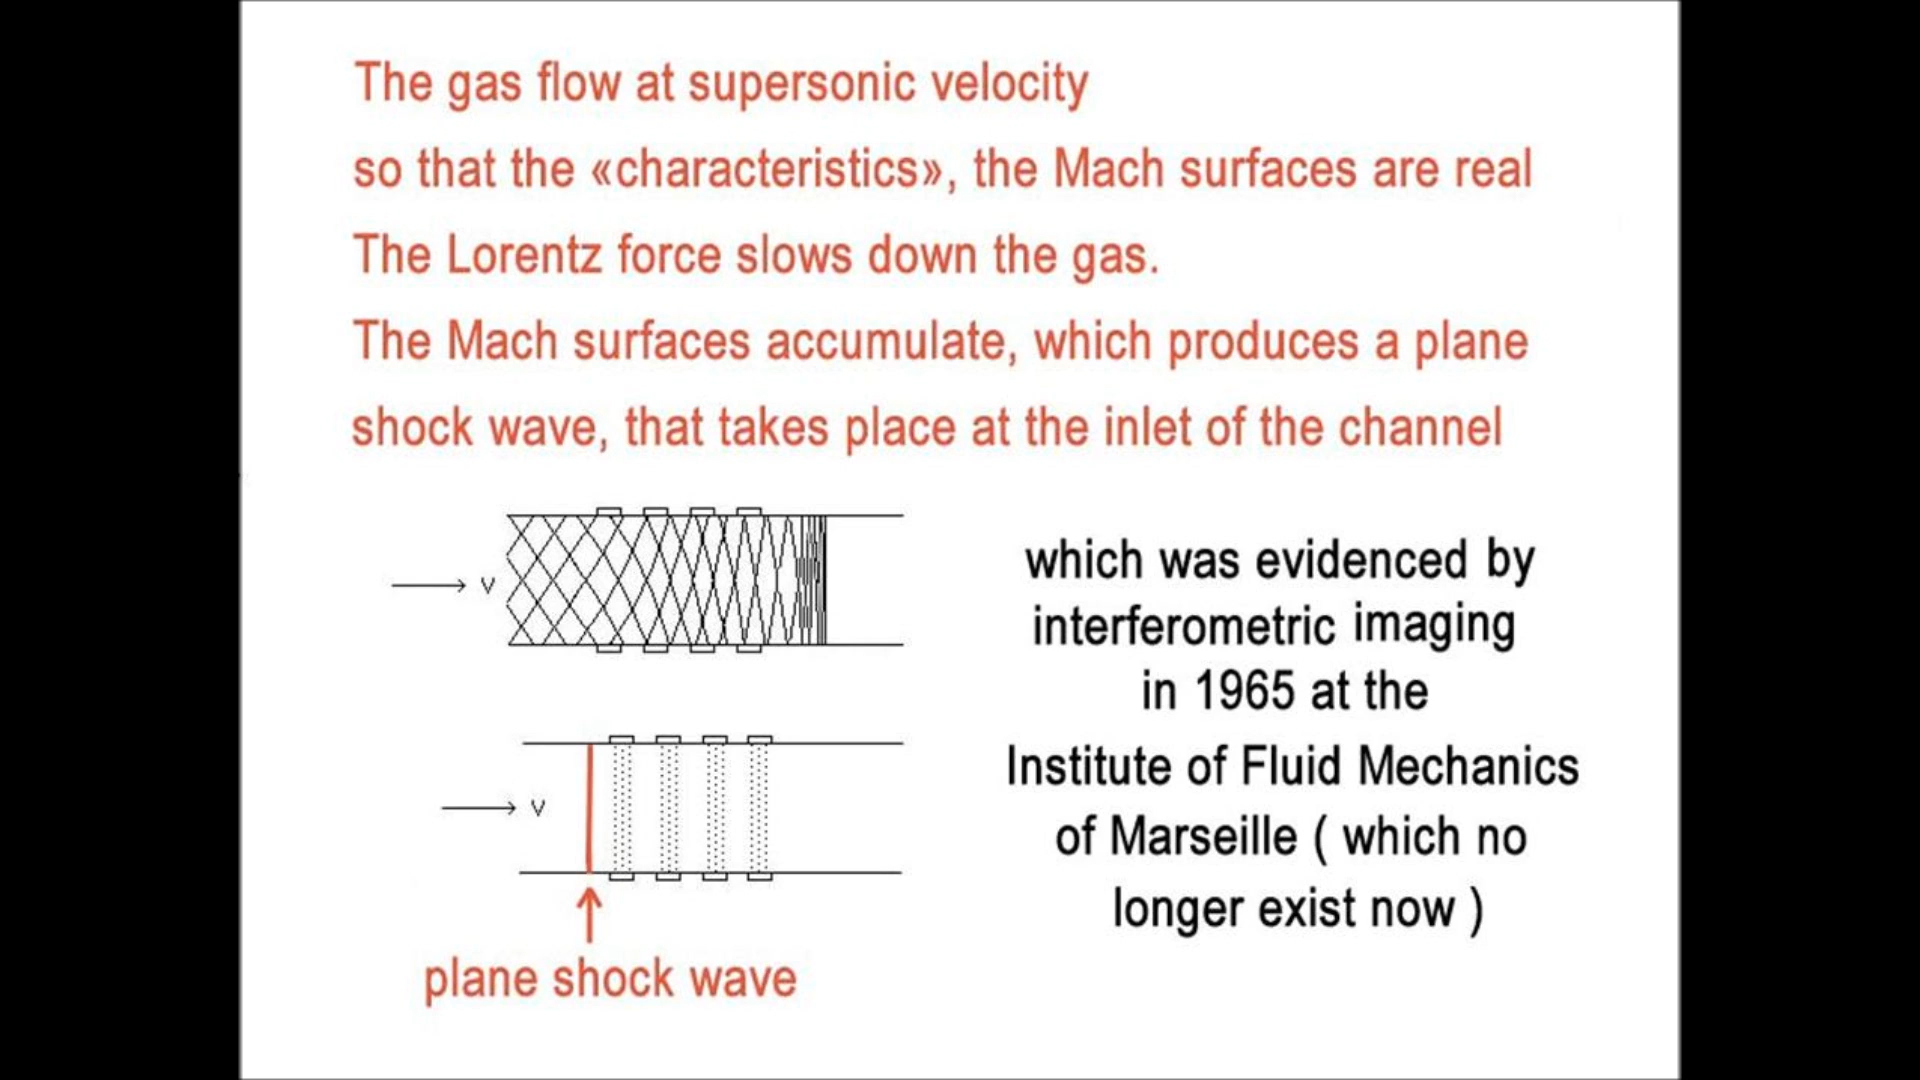 The gas flow at supersonic velocity
so that the «characteristics», the Mach surfaces are real
The Lorentz force slows down the gas.
The Mach surfaces accumulate, which produces a plane
shock wave, that takes place at the inlet of the channel
V
which was evidenced by
interferometric imaging
in 1965 at the
Institute of Fluid Mechanics
of Marseille ( which no
longer exist now )
V
plane shock wave